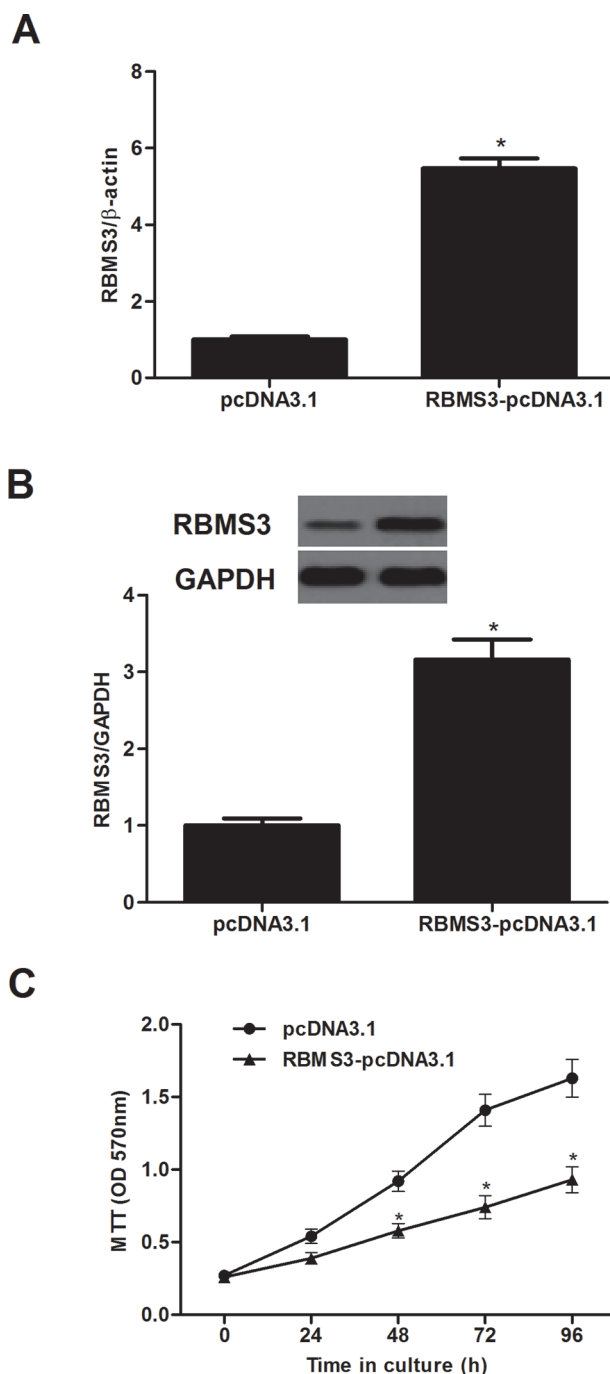 A
8
6
4
2
0
RBMS3/β-actin
*
pcDNA3.1
RBMS3-pcDNA3.1
B
RBMS3
GAPDH
4
3
2
1
0
RBMS3/GAPDH
*
pcDNA3.1
RBMS3-pcDNA3.1
C
pcDNA3.1
RBMS3-pcDNA3.1
2.0
1.5
1.0
0.5
0.0
MTT (OD 570nm)
* * *
0 24 48 72 96
Time in culture (h)